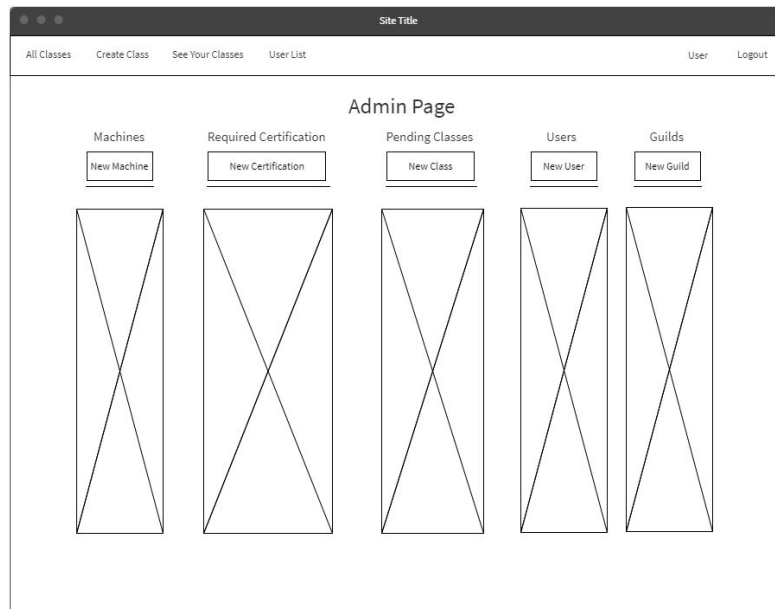 Site Title
All Classes Create Class See Your Classes User List User Logout
Admin Page
Machines Required Certification Pending Classes Users Guilds
New Machine New Certification New Class New User New Guild